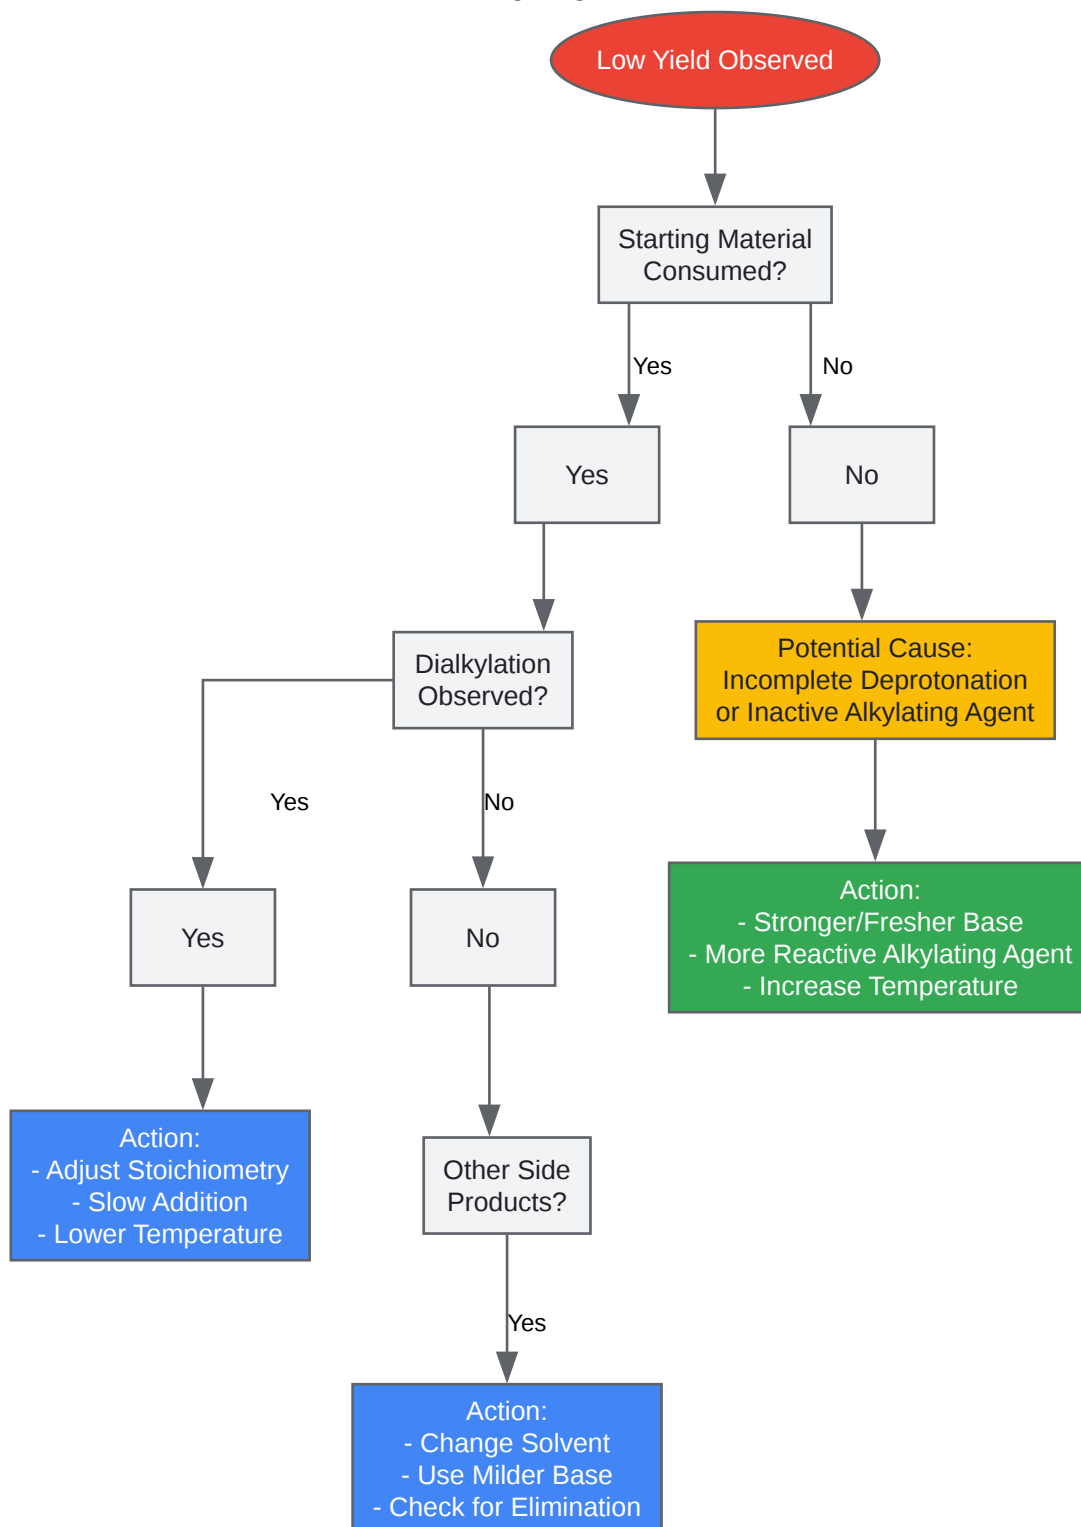 Low Yield Observed
Starting Material
Consumed?
Yes
No
Yes
No
Dialkylation
Observed?
Potential Cause:
Incomplete Deprotonation
or Inactive Alkylating Agent
Yes
No
Yes
No
Action:
- Stronger/Fresher Base
- More Reactive Alkylating Agent
- Increase Temperature
Action:
- Adjust Stoichiometry
- Slow Addition
- Lower Temperature
Other Side
Products?
Yes
Action:
- Change Solvent
- Use Milder Base
- Check for Elimination